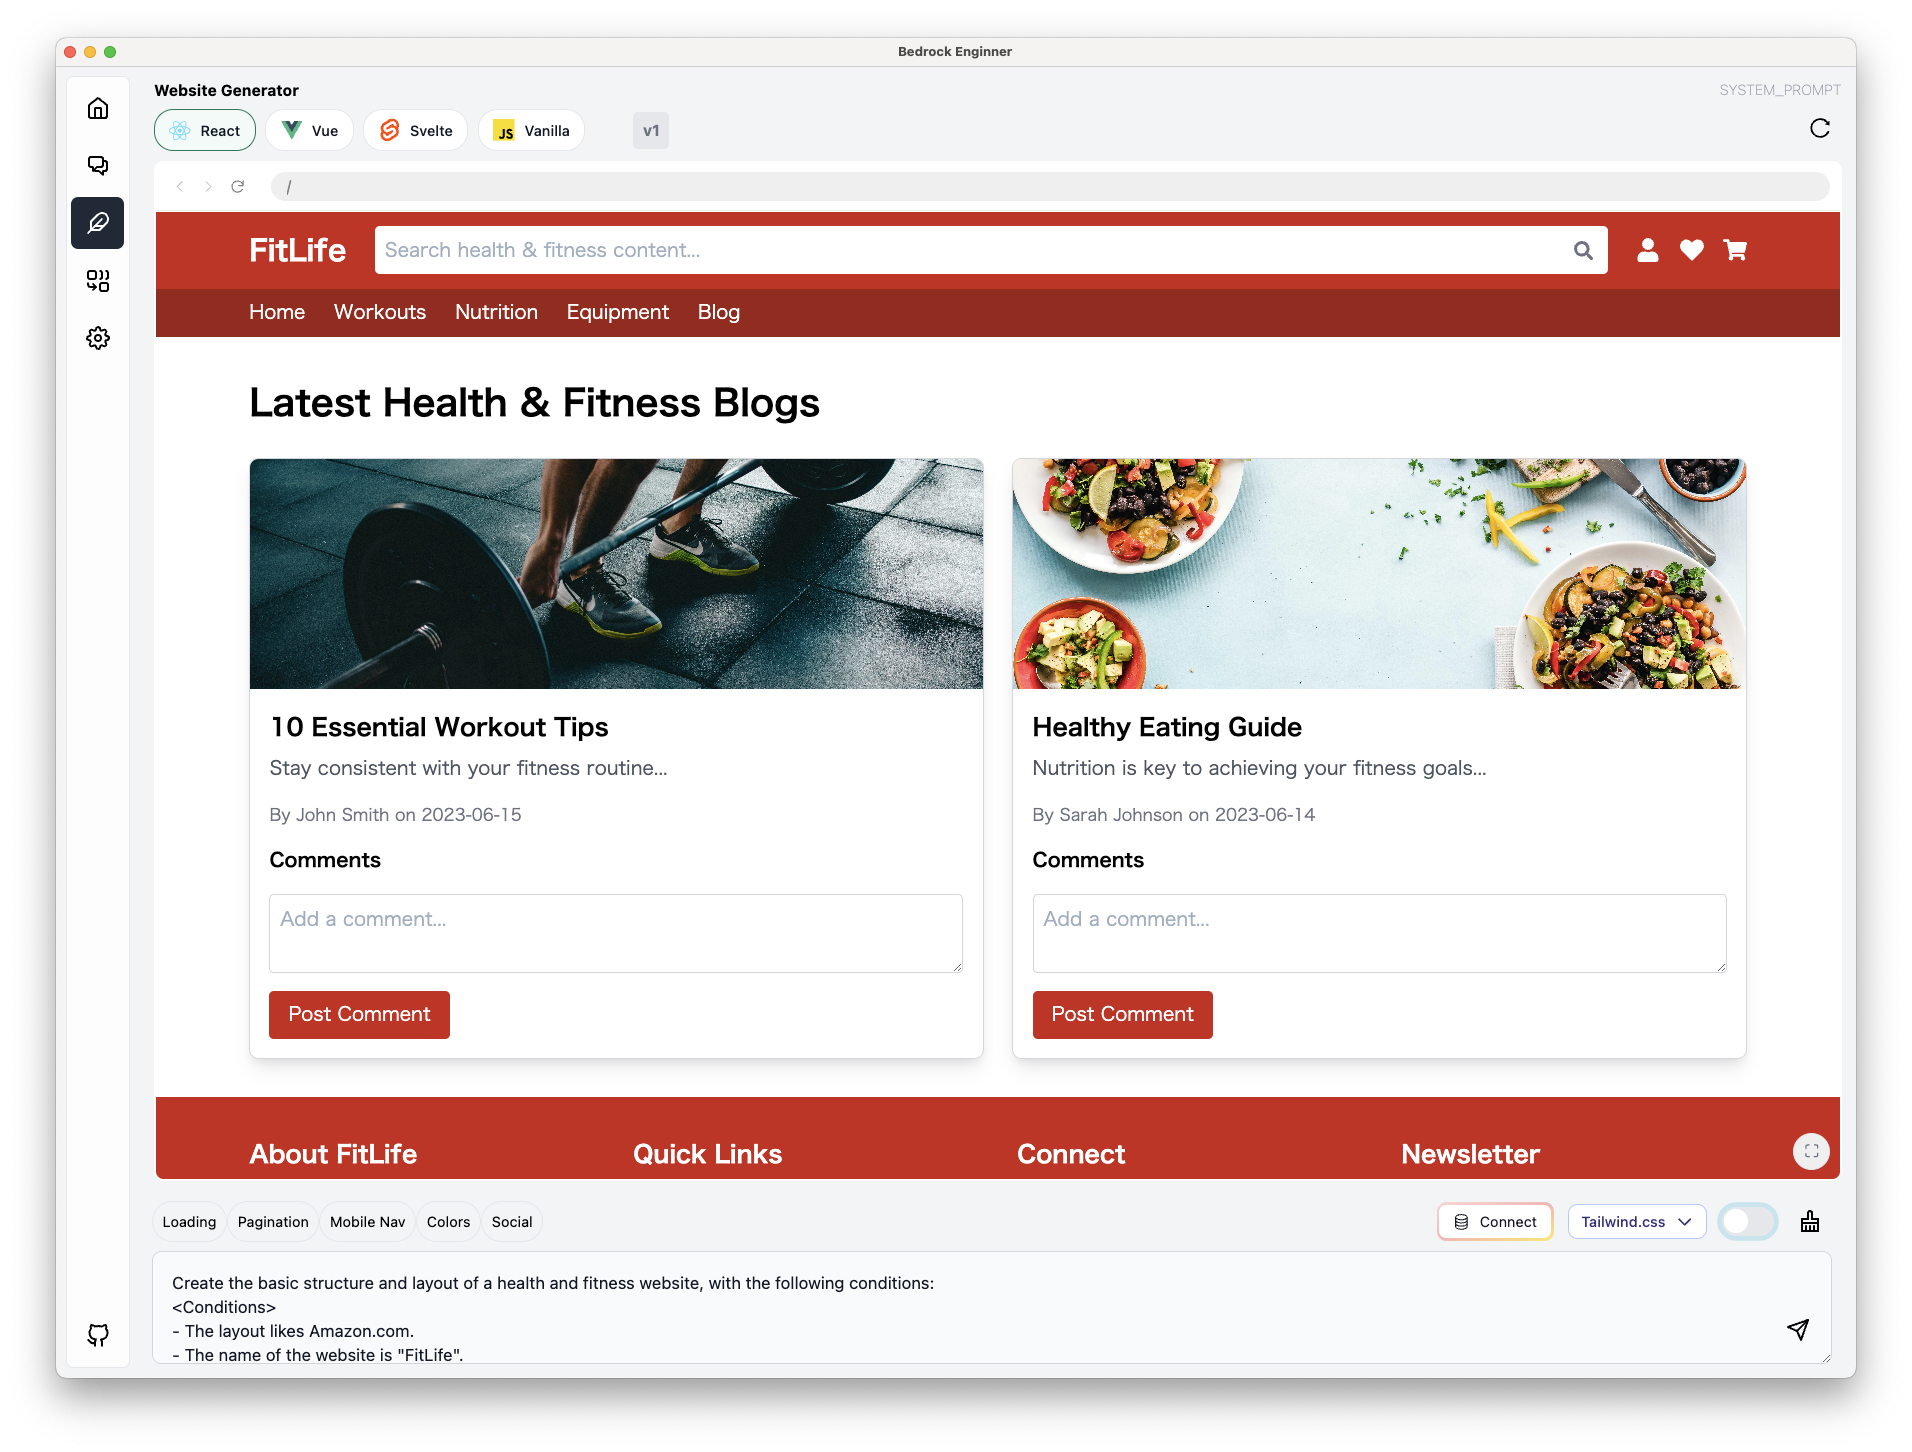 Bedrock Enginner
Website Generator
SYSTEM_PROMPT
React
Vue
Svelte
JS
Vanilla
v1
/
FitLife
Search health & fitness content...
Home
Workouts
Nutrition
Equipment
Blog
Latest Health & Fitness Blogs
10 Essential Workout Tips
Stay consistent with your fitness routine...
By John Smith on 2023-06-15
Comments
Add a comment...
Post Comment
Healthy Eating Guide
Nutrition is key to achieving your fitness goals...
By Sarah Johnson on 2023-06-14
Comments
Add a comment...
Post Comment
About FitLife
Quick Links
Connect
Newsletter
Loading
Pagination
Mobile Nav
Colors
Social
Connect
Tailwind.css
Create the basic structure and layout of a health and fitness website, with the following conditions:
<Conditions>
- The layout likes Amazon.com.
- The name of the website is "FitLife".